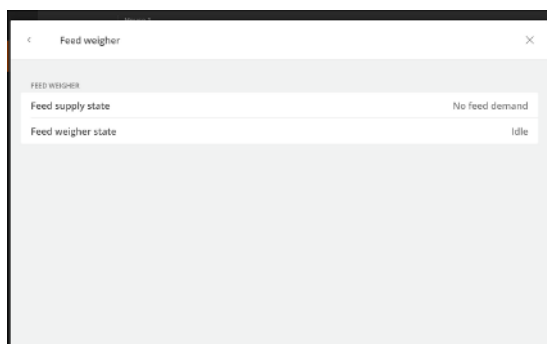 Feed weigher
FEED WEIGHER
Feed supply state No feed demand
Feed weigher state Idle